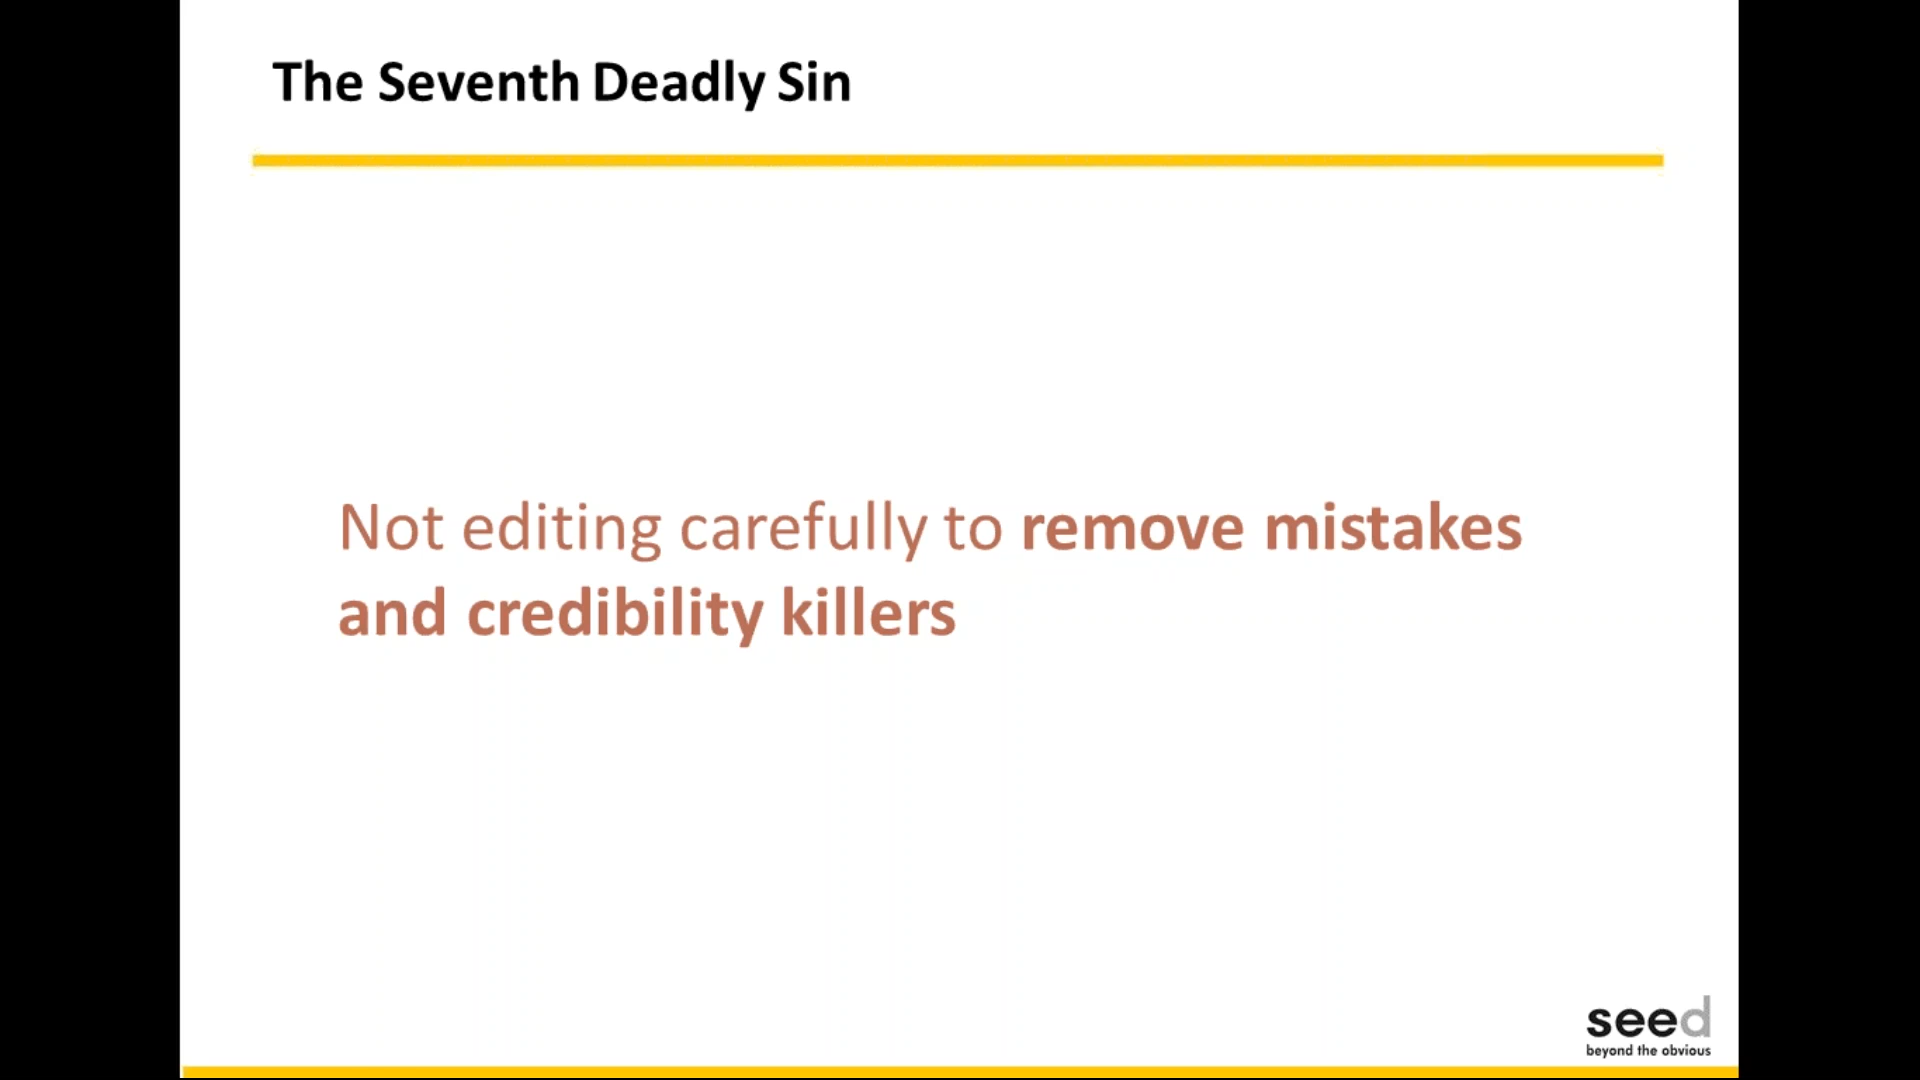 The Seventh Deadly Sin
Not editing carefully to remove mistakes
and credibility killers
seed
beyond the obvious